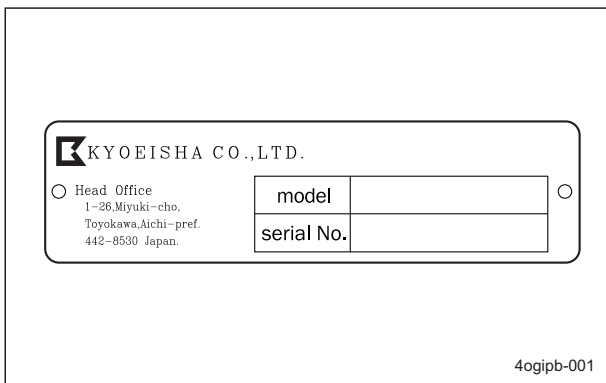 KYOEISHA CO.,LTD.
Head Office
1-26,Miyuki-cho,
Toyokawa,Aichi-pref.
442-8530 Japan.
model
serial No.
4ogipb-001